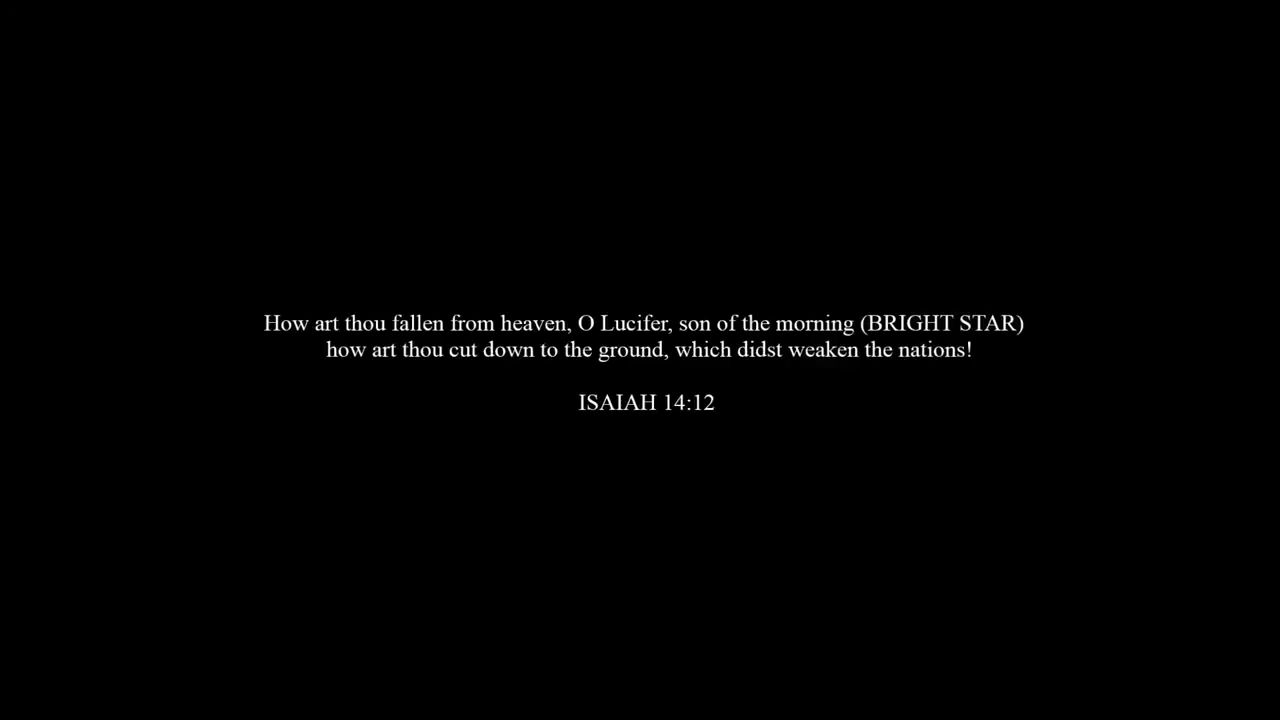 How art thou fallen from heaven, O Lucifer, son of the morning (BRIGHT STAR)
how art thou cut down to the ground, which didst weaken the nations!
ISAIAH 14:12